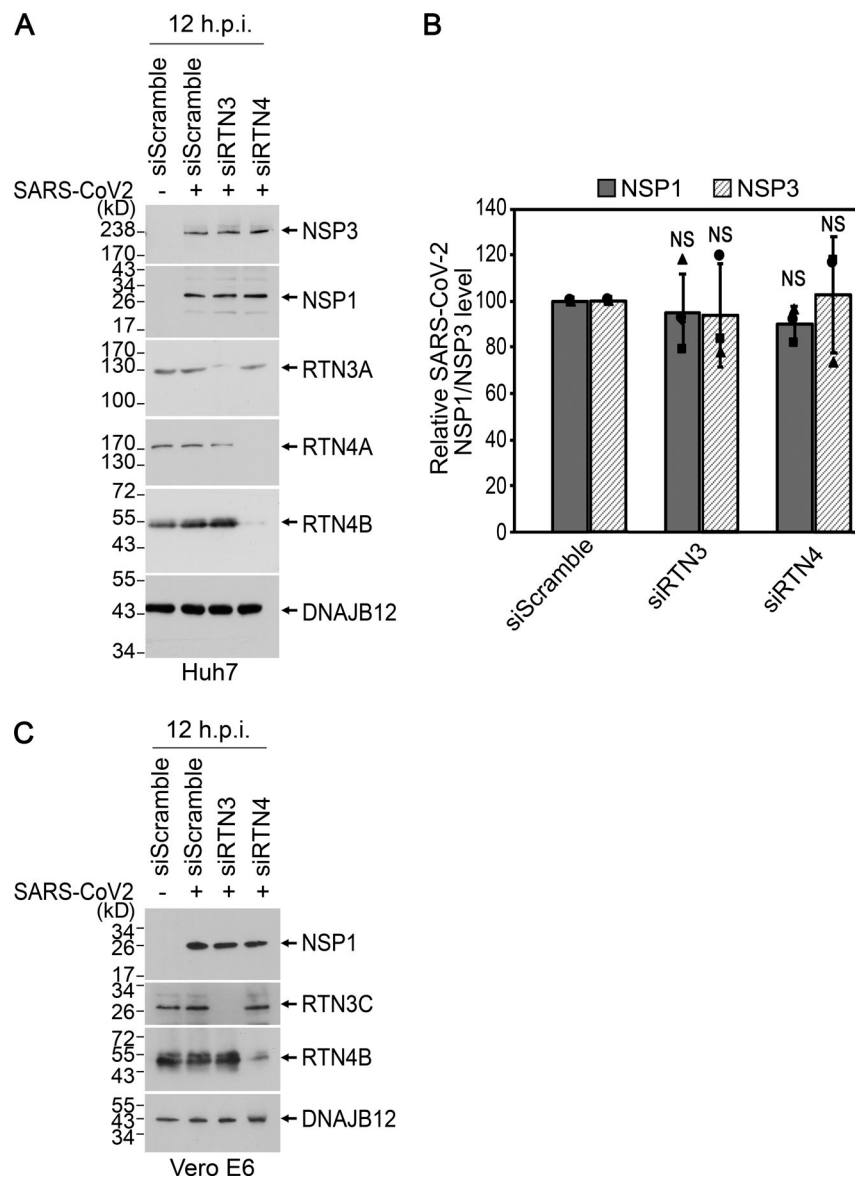 A
12 h.p.i.
siScramble
siScramble
siRTN3
siRTN4
SARS-CoV2 - + + +
(kD)
238
170
NSP3
43
34
26
17
NSP1
170
130
100
RTN3A
170
130
RTN4A
72
55
43
RTN4B
55
43
34
DNAJB12
Huh7
B
NSP1 NSP3
Relative SARS-CoV-2
NSP1/NSP3 level
140
120
100
80
60
40
20
0
NS NS
NS NS
siScramble
siRTN3
siRTN4
C
12 h.p.i.
siScramble
siScramble
siRTN3
siRTN4
SARS-CoV2 - + + +
(kD)
34
26
17
NSP1
34
26
RTN3C
72
55
43
RTN4B
55
43
34
DNAJB12
Vero E6